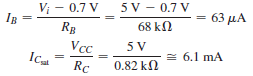 I_B = (V_i − 0.7 V) / R_B = (5 V − 0.7 V) / 68 kΩ = 63 μA
I_C_sat = V_CC / R_C = 5 V / 0.82 kΩ ≅ 6.1 mA